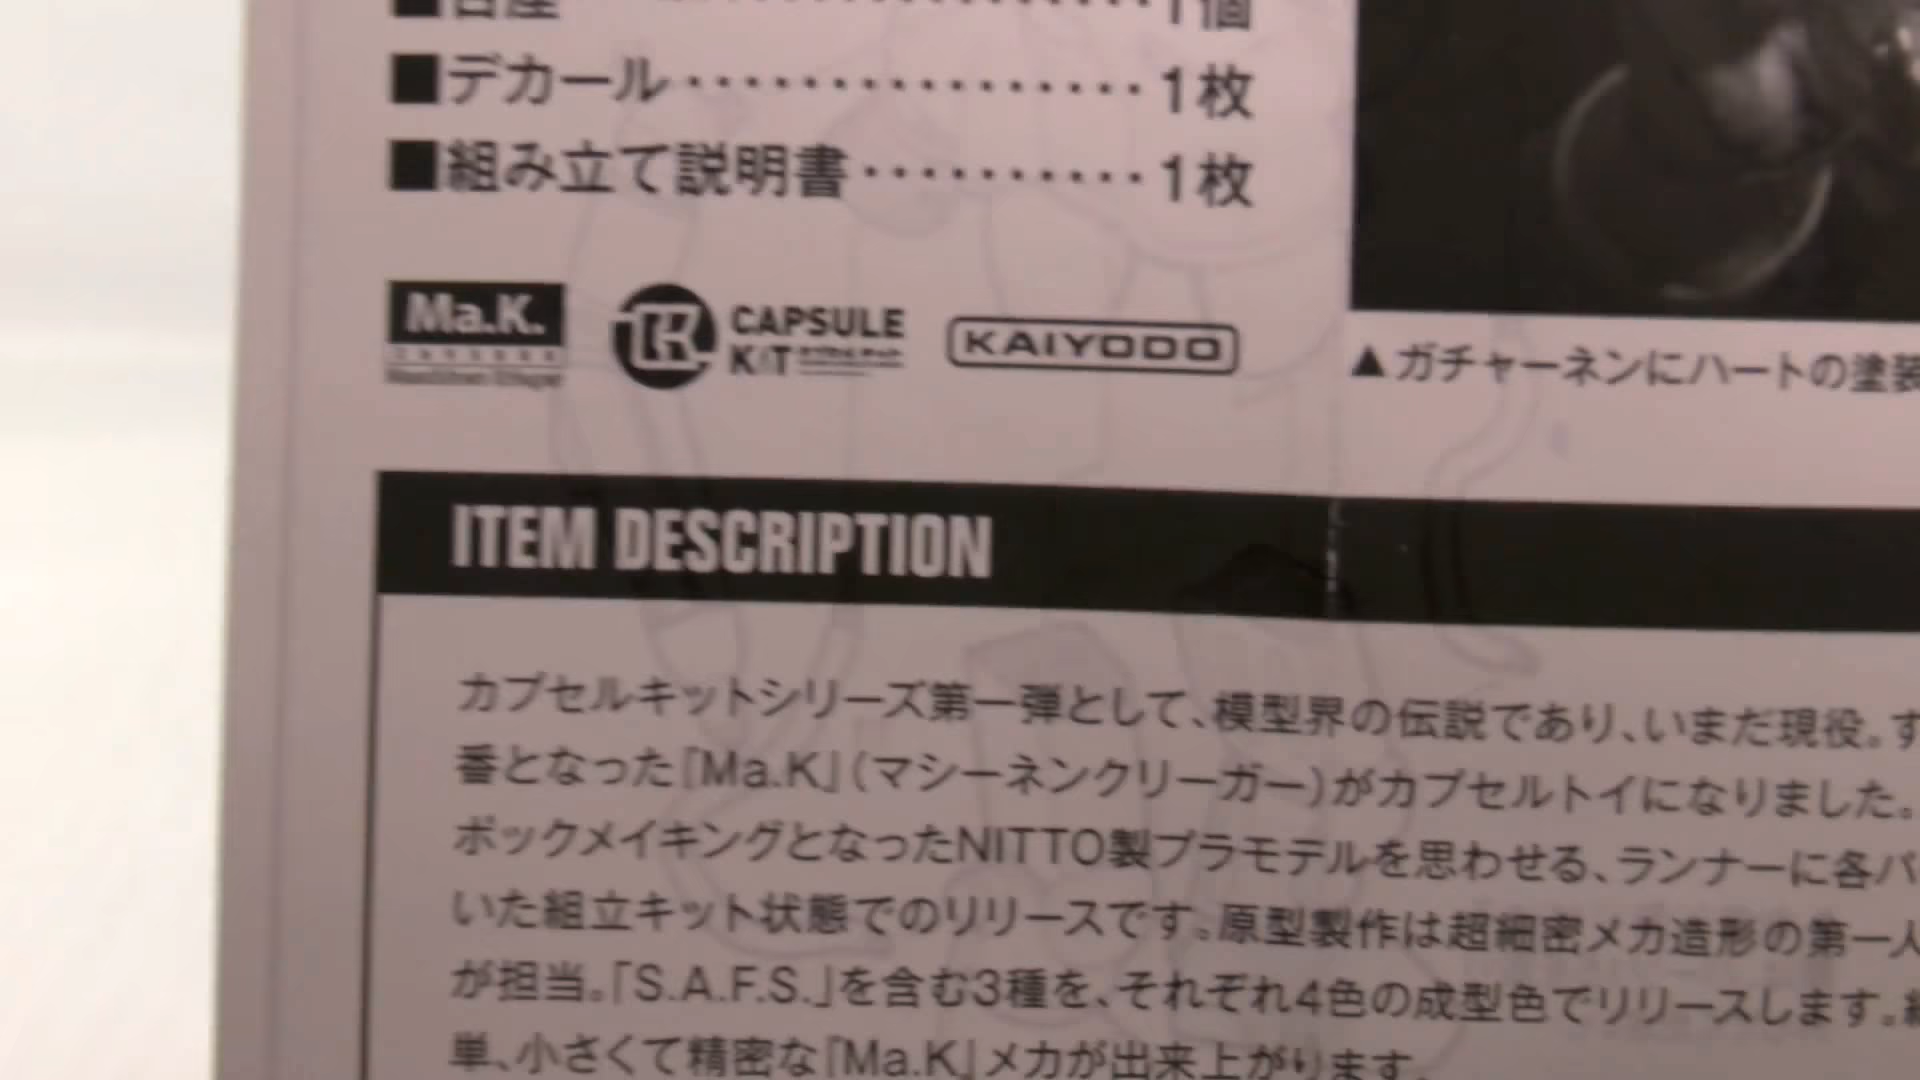 ■台座‥‥‥‥‥‥‥‥1個
■デカール‥‥‥‥‥‥‥‥1枚
■組み立て説明書‥‥‥‥‥1枚
Ma.K.
CAPSULE
KIT
KAIYODO
▲ガチャーネンにハートの塗装
ITEM DESCRIPTION
カプセルキットシリーズ第一弾として、模型界の伝説であり、いまだ現役。す
番となった『Ma.K』（マシーネンクリーガー）がカプセルトイになりました。
ボックメイキングとなったNITTO製プラモデルを思わせる、ランナーに各パ
いた組立キット状態でのリリースです。原型製作は超細密メカ造形の第一人
が担当。「S.A.F.S.」を含む3種を、それぞれ4色の成型色でリリースします。組
単、小さくて精密な『Ma.K』メカが出来上がります。